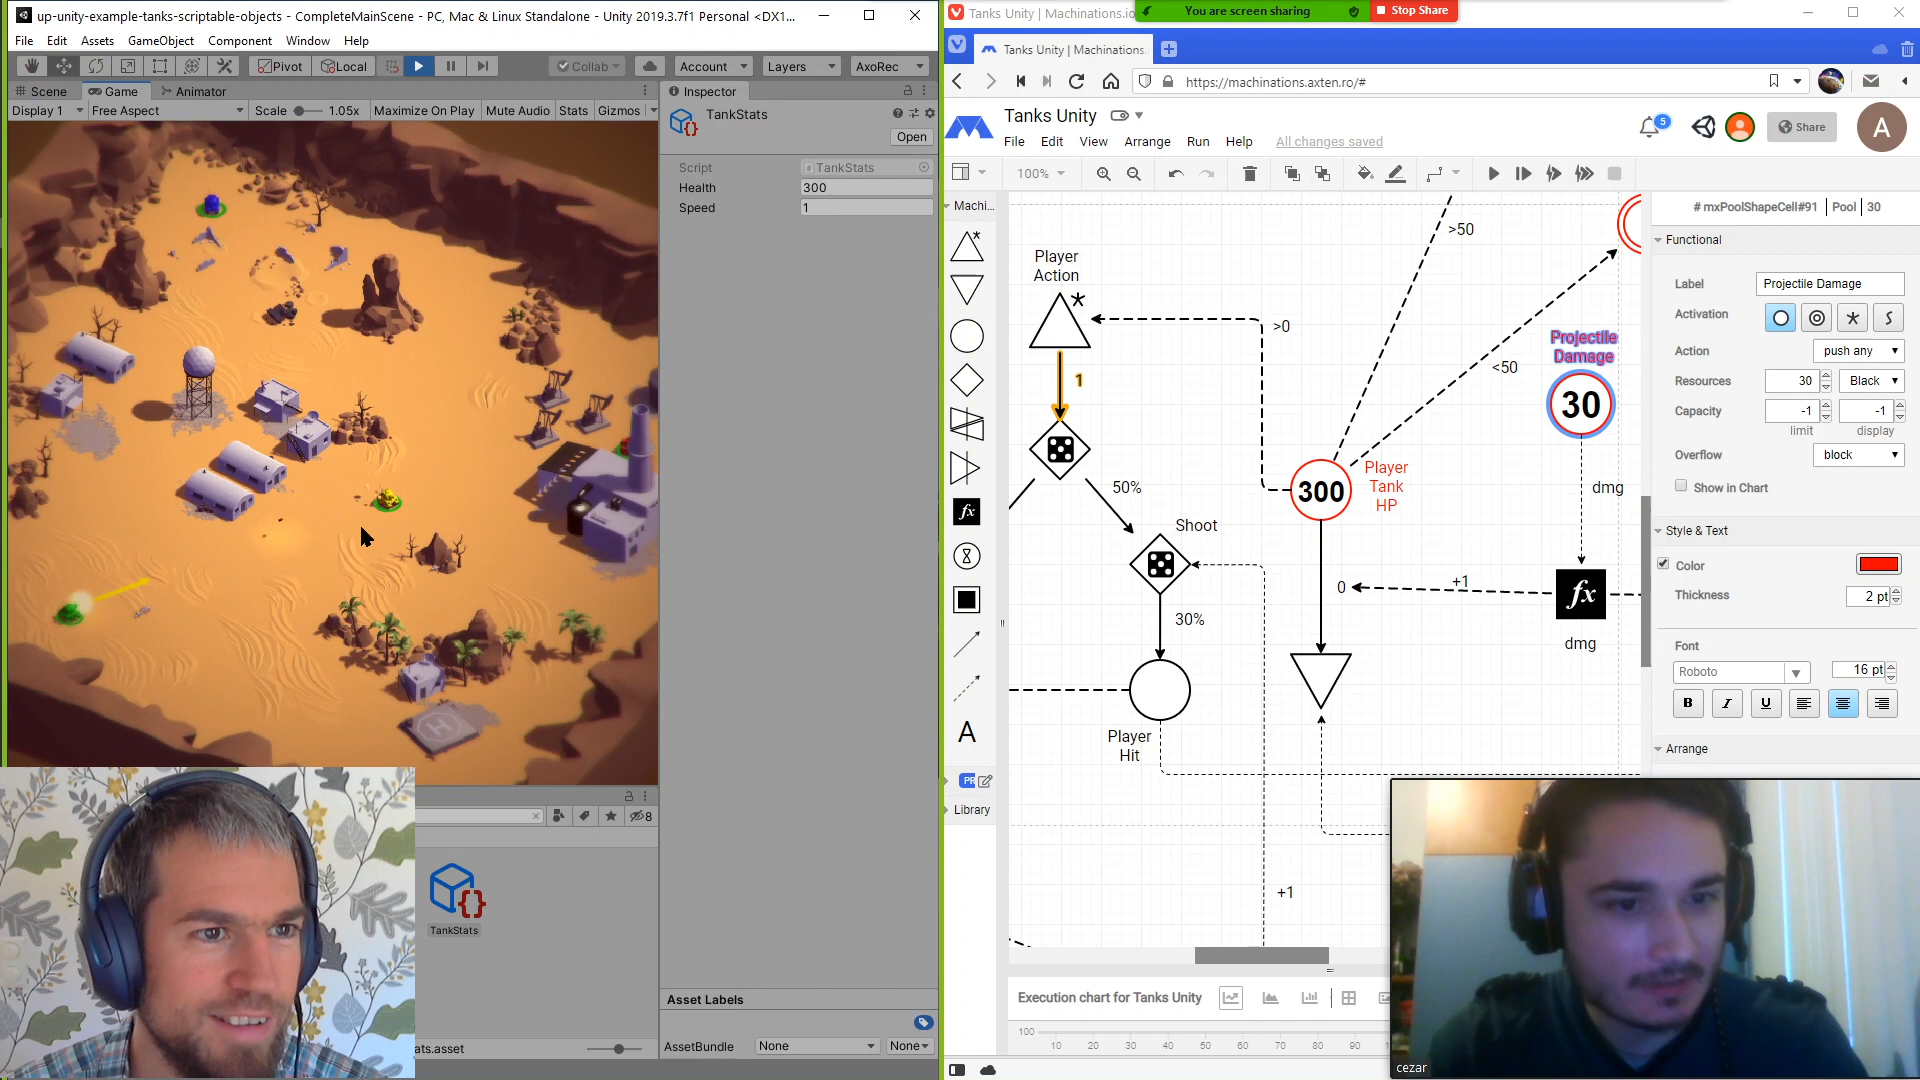 up-unity-example-tanks-scriptable-objects - CompleteMainScene - PC, Mac & Linux Standalone - Unity 2019.3.7f1 Personal <DX1...
File Edit Assets GameObject Component Window Help
Pivot Local Collab Account Layers AxoRec
Scene Game Animator
Display 1 Free Aspect Scale 1.05x Maximize On Play Mute Audio Stats Gizmos
Inspector
TankStats
Open
Script TankStats
Health 300
Speed 1
8
TankStats
ats.asset
Asset Labels
AssetBundle None None
Tanks Unity | Machinations.io
You are screen sharing
Stop Share
Tanks Unity | Machinations.
https://machinations.axten.ro/#
Tanks Unity
File Edit View Arrange Run Help All changes saved
5
Share
A
100%
Machi...
fx
A
PR
Library
Player
Action
1
50%
Shoot
30%
Player
Hit
>0
>50
<50
300
Player
Tank
HP
0
+1
+1
Projectile
Damage
30
dmg
fx
dmg
# mxPoolShapeCell#91 | Pool | 30
Functional
Label Projectile Damage
Activation
Action push any
Resources 30 Black
Capacity -1 -1
limit display
Overflow block
Show in Chart
Style & Text
Color
Thickness 2 pt
Font
Roboto 16 pt
B I U
Arrange
Execution chart for Tanks Unity
100
10 20 30 40 50 60 70 80 90
cezar